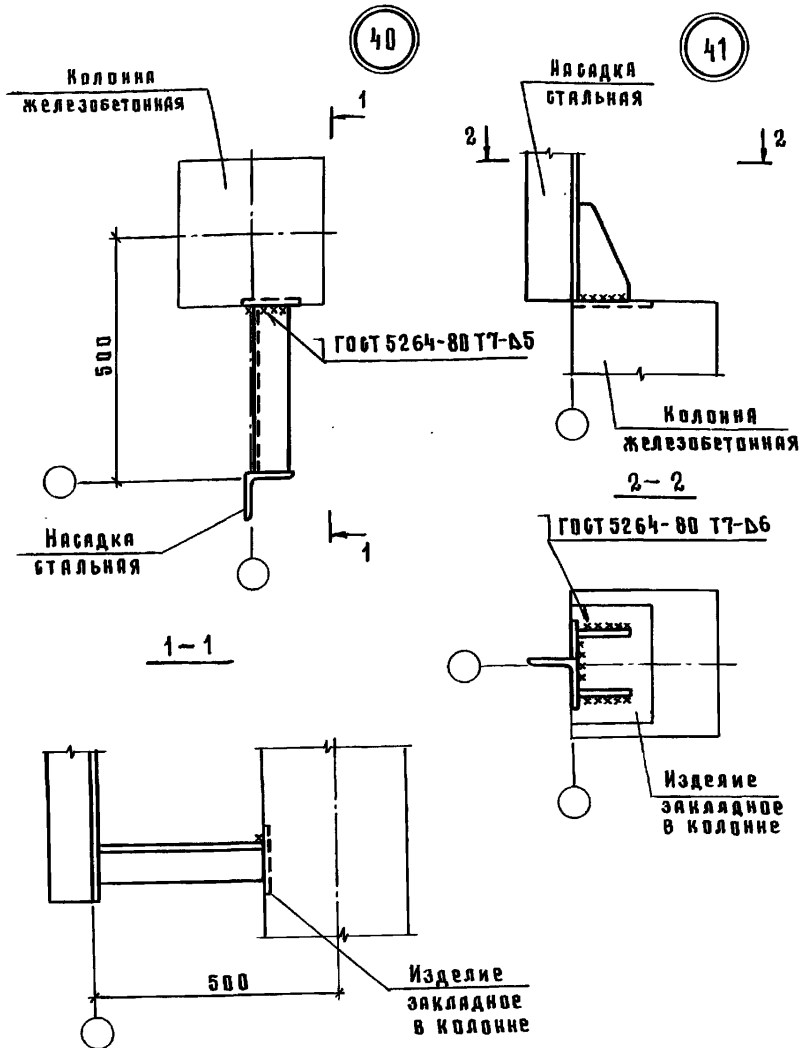 40
Колонна
железобетонная
1
500
ГОСТ 5264-80 Т7-Δ5
Насадка
стальная
1
41
Насадка
стальная
2
2
Колонна
железобетонная
1-1
500
Изделие
закладное
в колонне
2-2
ГОСТ 5264-80 Т7-Δ6
Изделие
закладное
в колонне